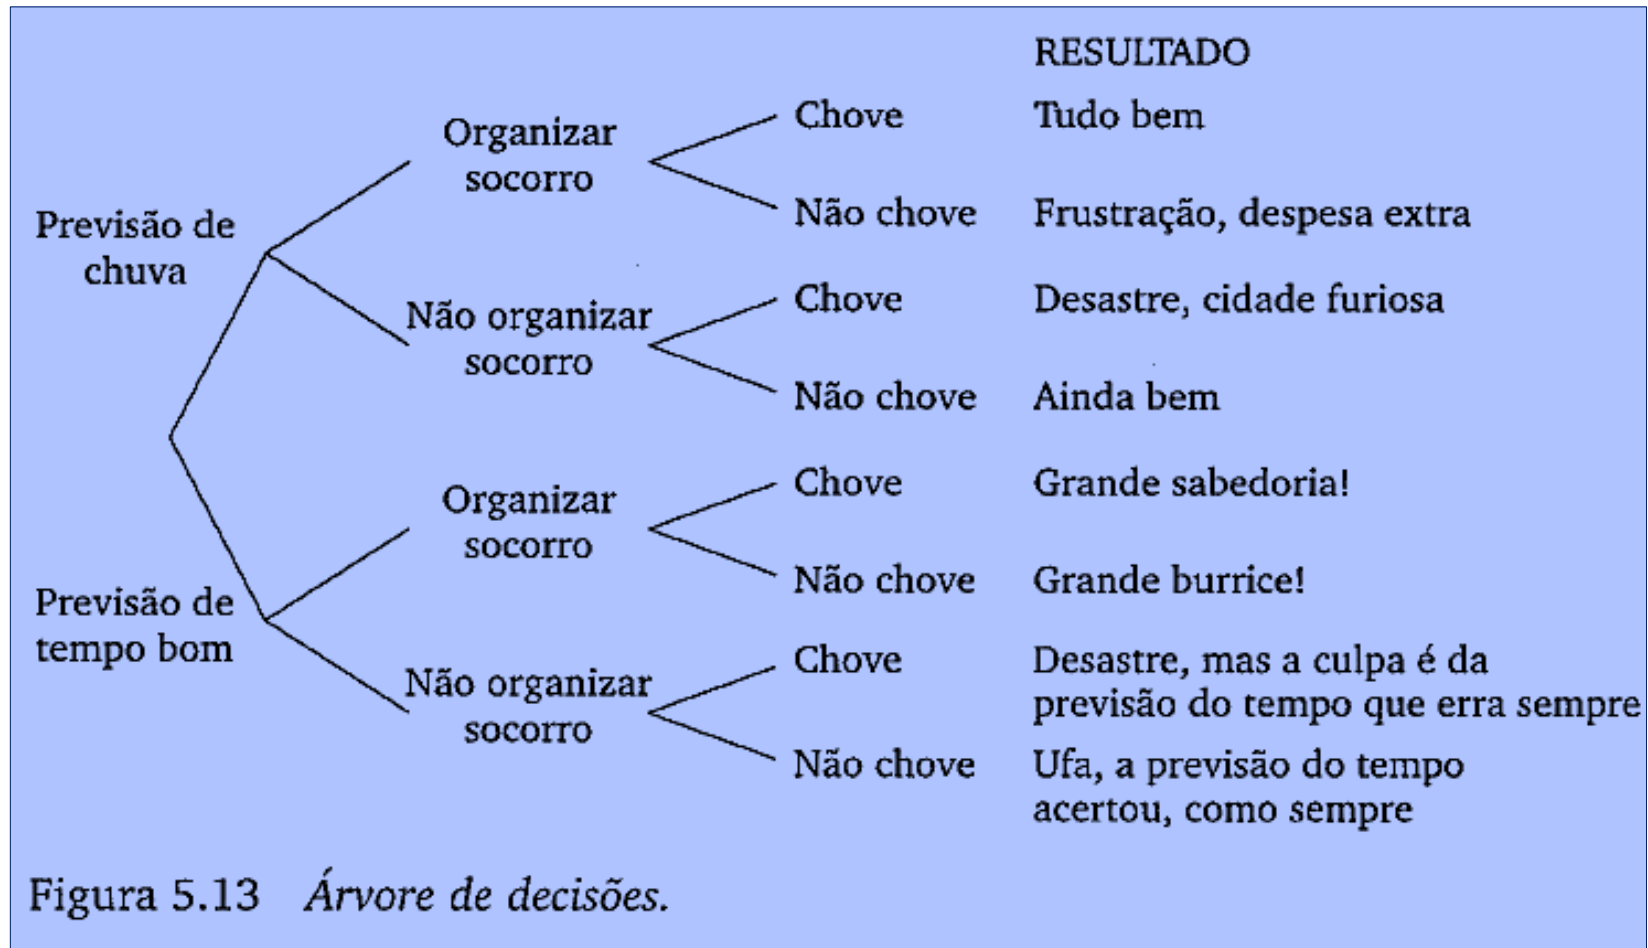 RESULTADO
Organizar
socorro
Chove
Tudo bem
Não chove
Frustração, despesa extra
Previsão de
chuva
Não organizar
socorro
Chove
Desastre, cidade furiosa
Não chove
Ainda bem
Organizar
socorro
Chove
Grande sabedoria!
Não chove
Grande burrice!
Previsão de
tempo bom
Não organizar
socorro
Chove
Desastre, mas a culpa é da
previsão do tempo que erra sempre
Não chove
Ufa, a previsão do tempo
acertou, como sempre
Figura 5.13 Árvore de decisões.